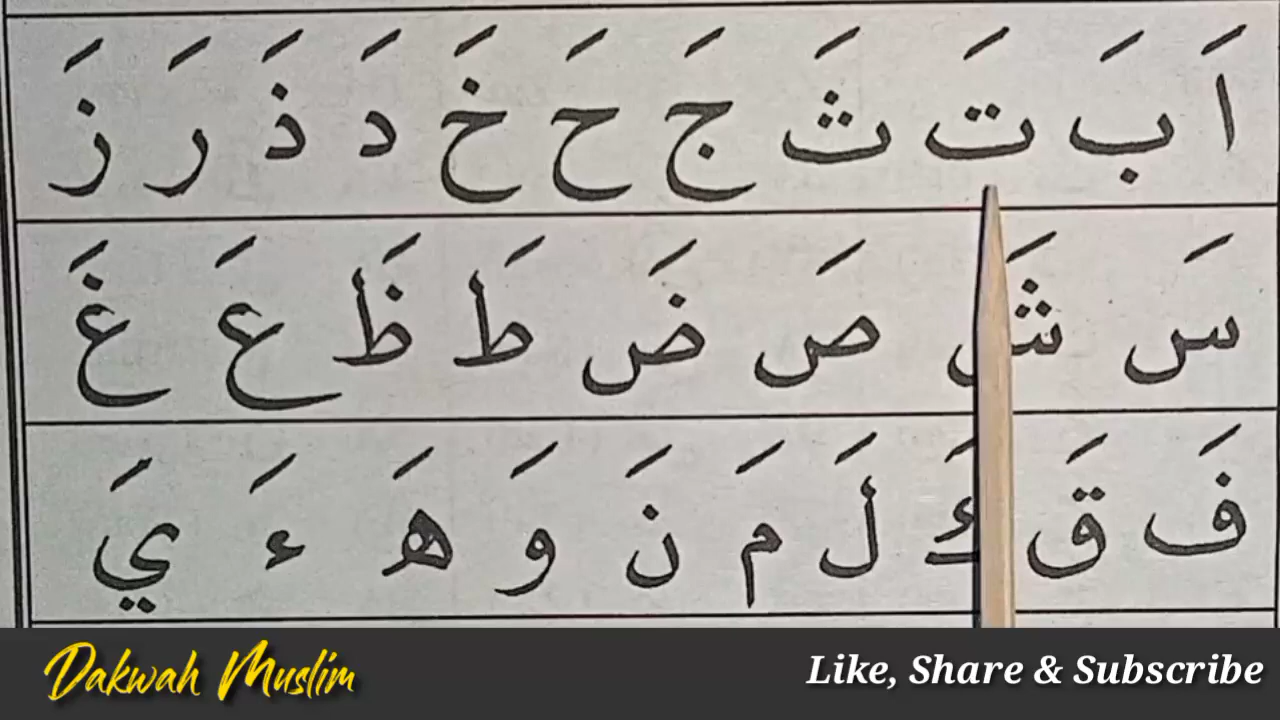 اَ بَ تَ ثَ جَ حَ خَ دَ ذَ رَ زَ
سَ شَ صَ ضَ طَ ظَ عَ غَ
فَ قَ كَ لَ مَ نَ وَ هَ ءَ يَ
Dakwah Muslim
Like, Share & Subscribe